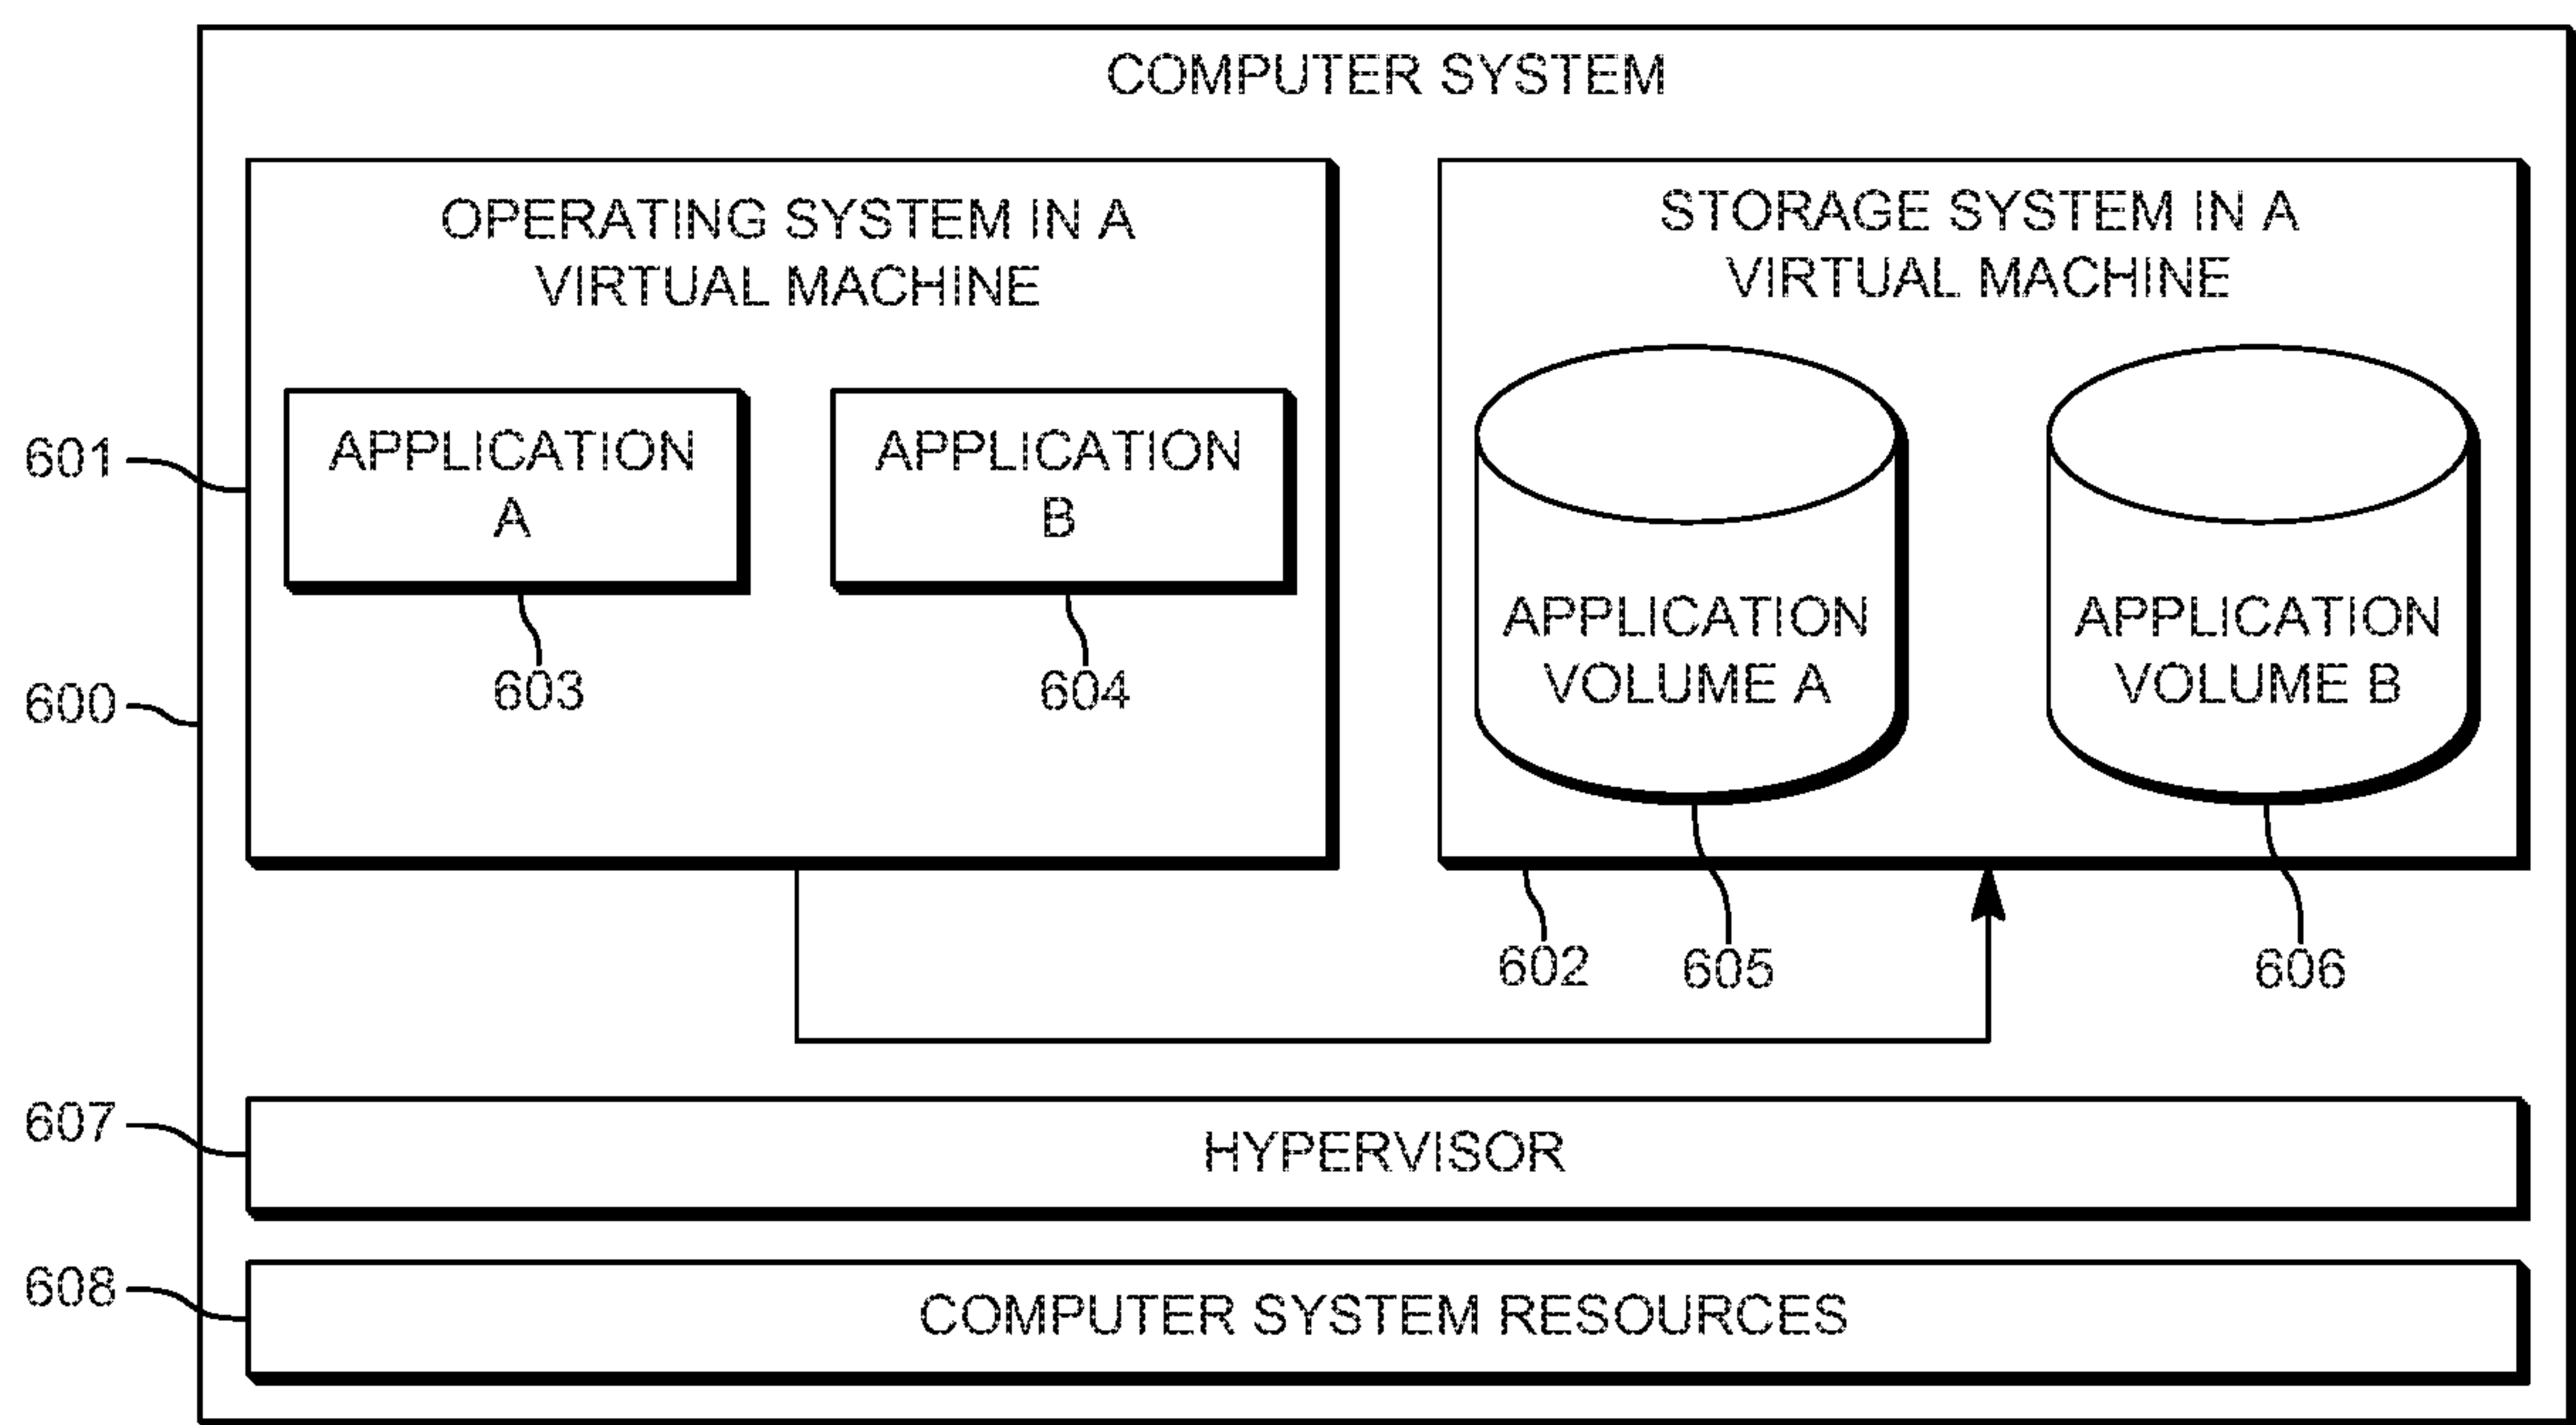 COMPUTER SYSTEM
OPERATING SYSTEM IN A
VIRTUAL MACHINE
APPLICATION
A
603
APPLICATION
B
604
STORAGE SYSTEM IN A
VIRTUAL MACHINE
APPLICATION
VOLUME A
APPLICATION
VOLUME B
601
600
602
605
606
607
HYPERVISOR
608
COMPUTER SYSTEM RESOURCES